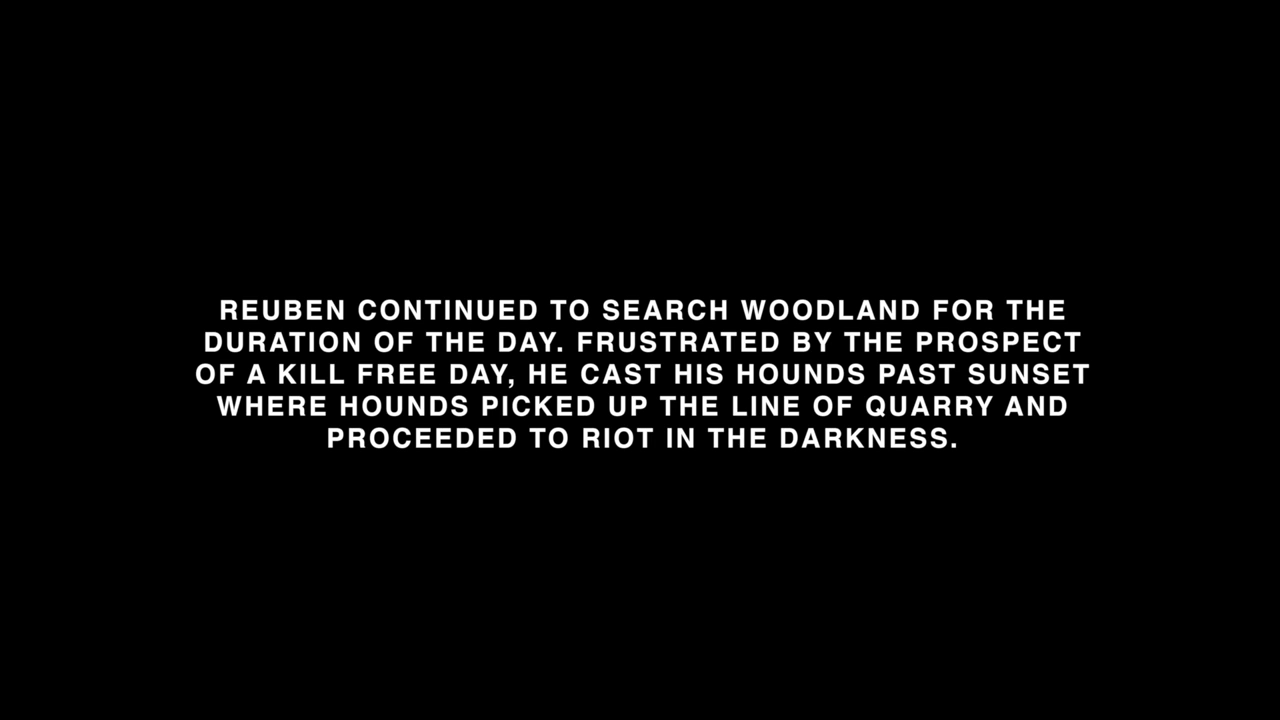 REUBEN CONTINUED TO SEARCH WOODLAND FOR THE
DURATION OF THE DAY. FRUSTRATED BY THE PROSPECT
OF A KILL FREE DAY, HE CAST HIS HOUNDS PAST SUNSET
WHERE HOUNDS PICKED UP THE LINE OF QUARRY AND
PROCEEDED TO RIOT IN THE DARKNESS.